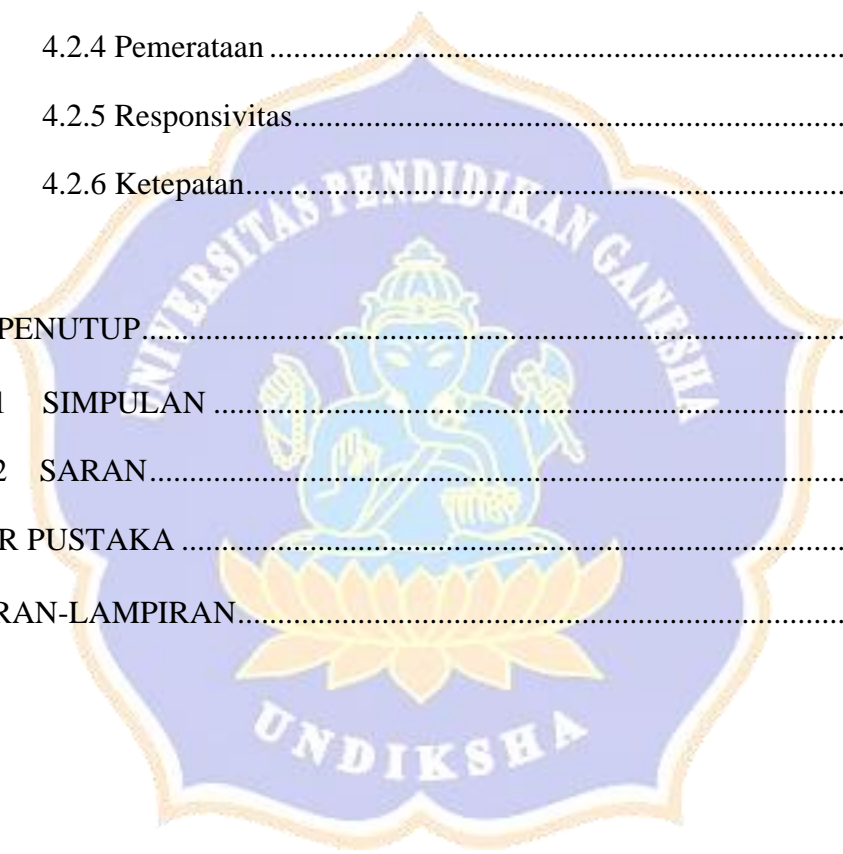 4.2.4 Pemerataan ........................................................................
4.2.5 Responsivitas.....................................................................
4.2.6 Ketepatan...........................................................................
UNIVERSITAS PENDIDIKAN GANESHA
PENUTUP........................................................................................
1 SIMPULAN ...............................................................................
2 SARAN.......................................................................................
R PUSTAKA ...................................................................................
RAN-LAMPIRAN............................................................................
UNDIKSHA